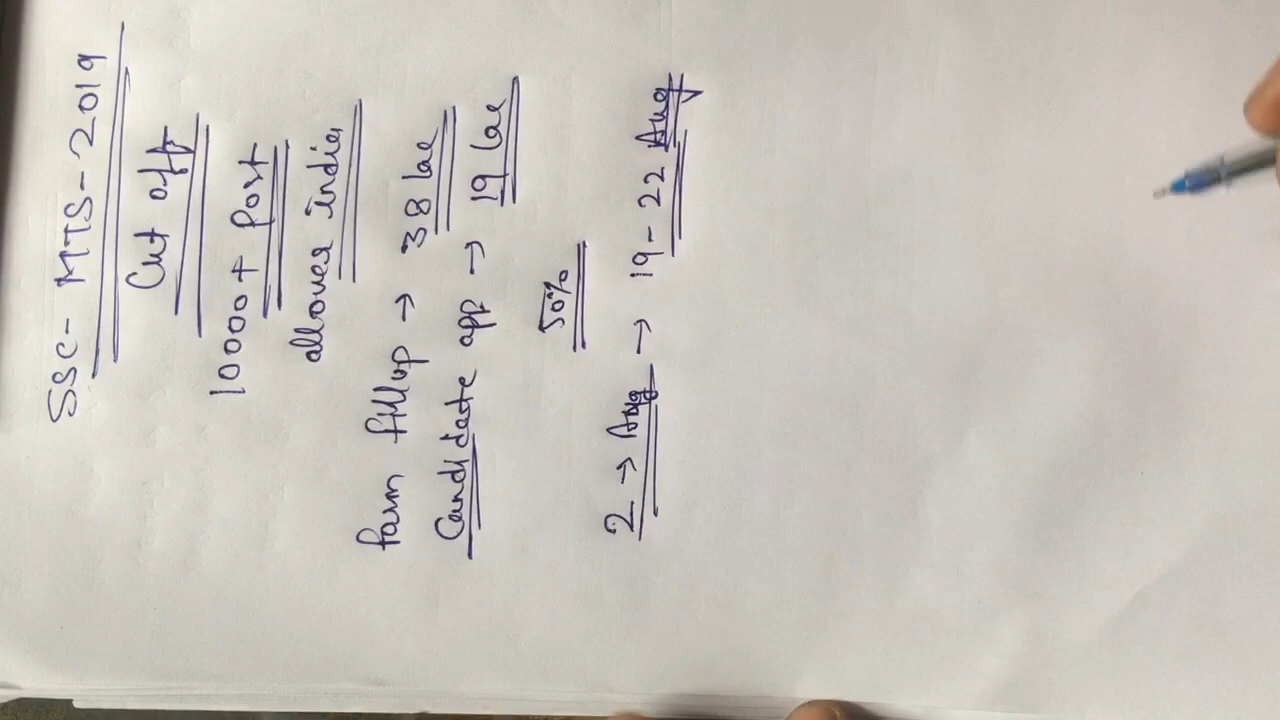 SSC- MTS-2019
Cut off
10000+ Post
allover india
Form fillup → 38 lac
Candidate app → 19 lac
50%
2 → Aug → 19-22 Aug